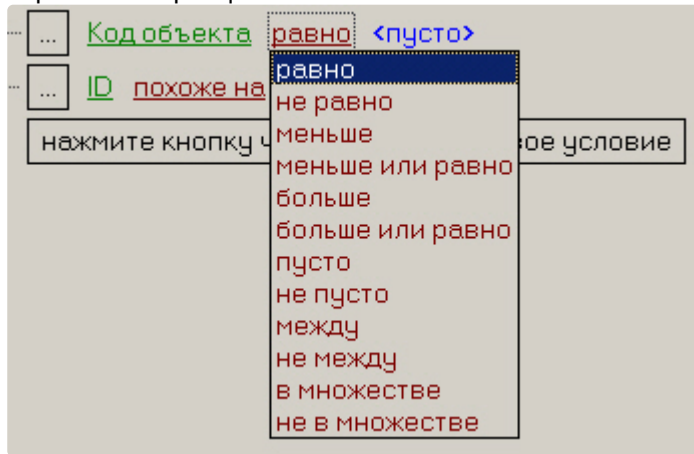 ... Код объекта равно <пусто>
... ID похоже на
нажмите кнопку ое условие
равно
не равно
меньше
меньше или равно
больше
больше или равно
пусто
не пусто
между
не между
в множестве
не в множестве